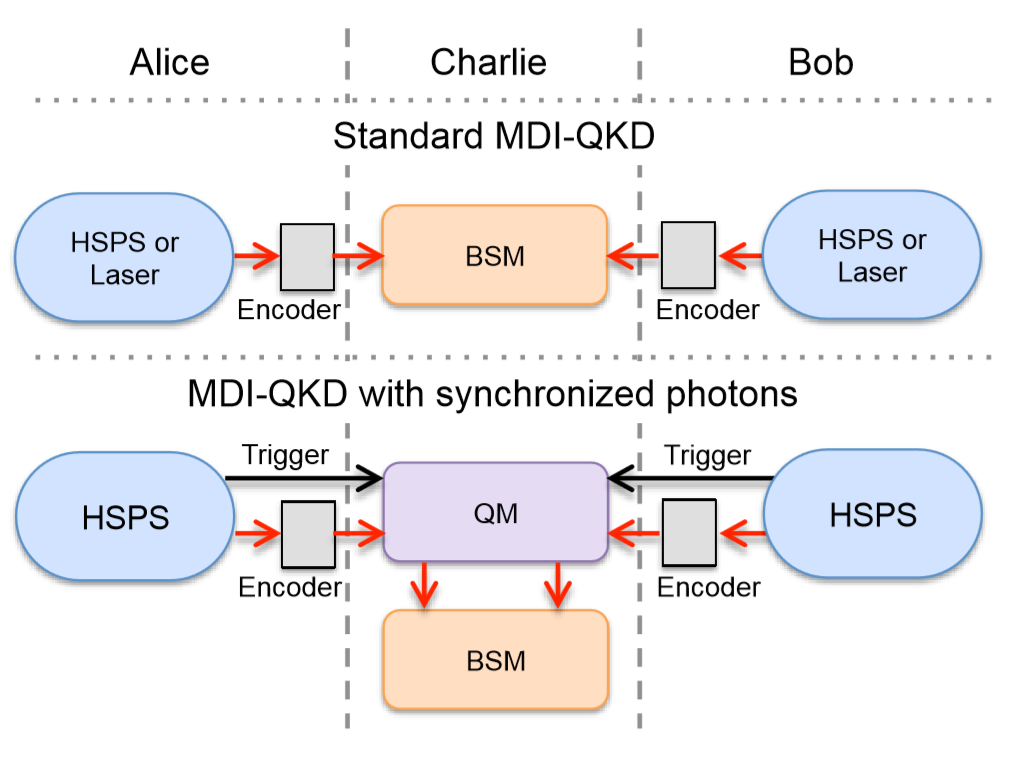 Alice
Charlie
Bob
Standard MDI-QKD
HSPS or
Laser
Encoder
BSM
Encoder
HSPS or
Laser
MDI-QKD with synchronized photons
HSPS
Trigger
Encoder
QM
BSM
Trigger
Encoder
HSPS